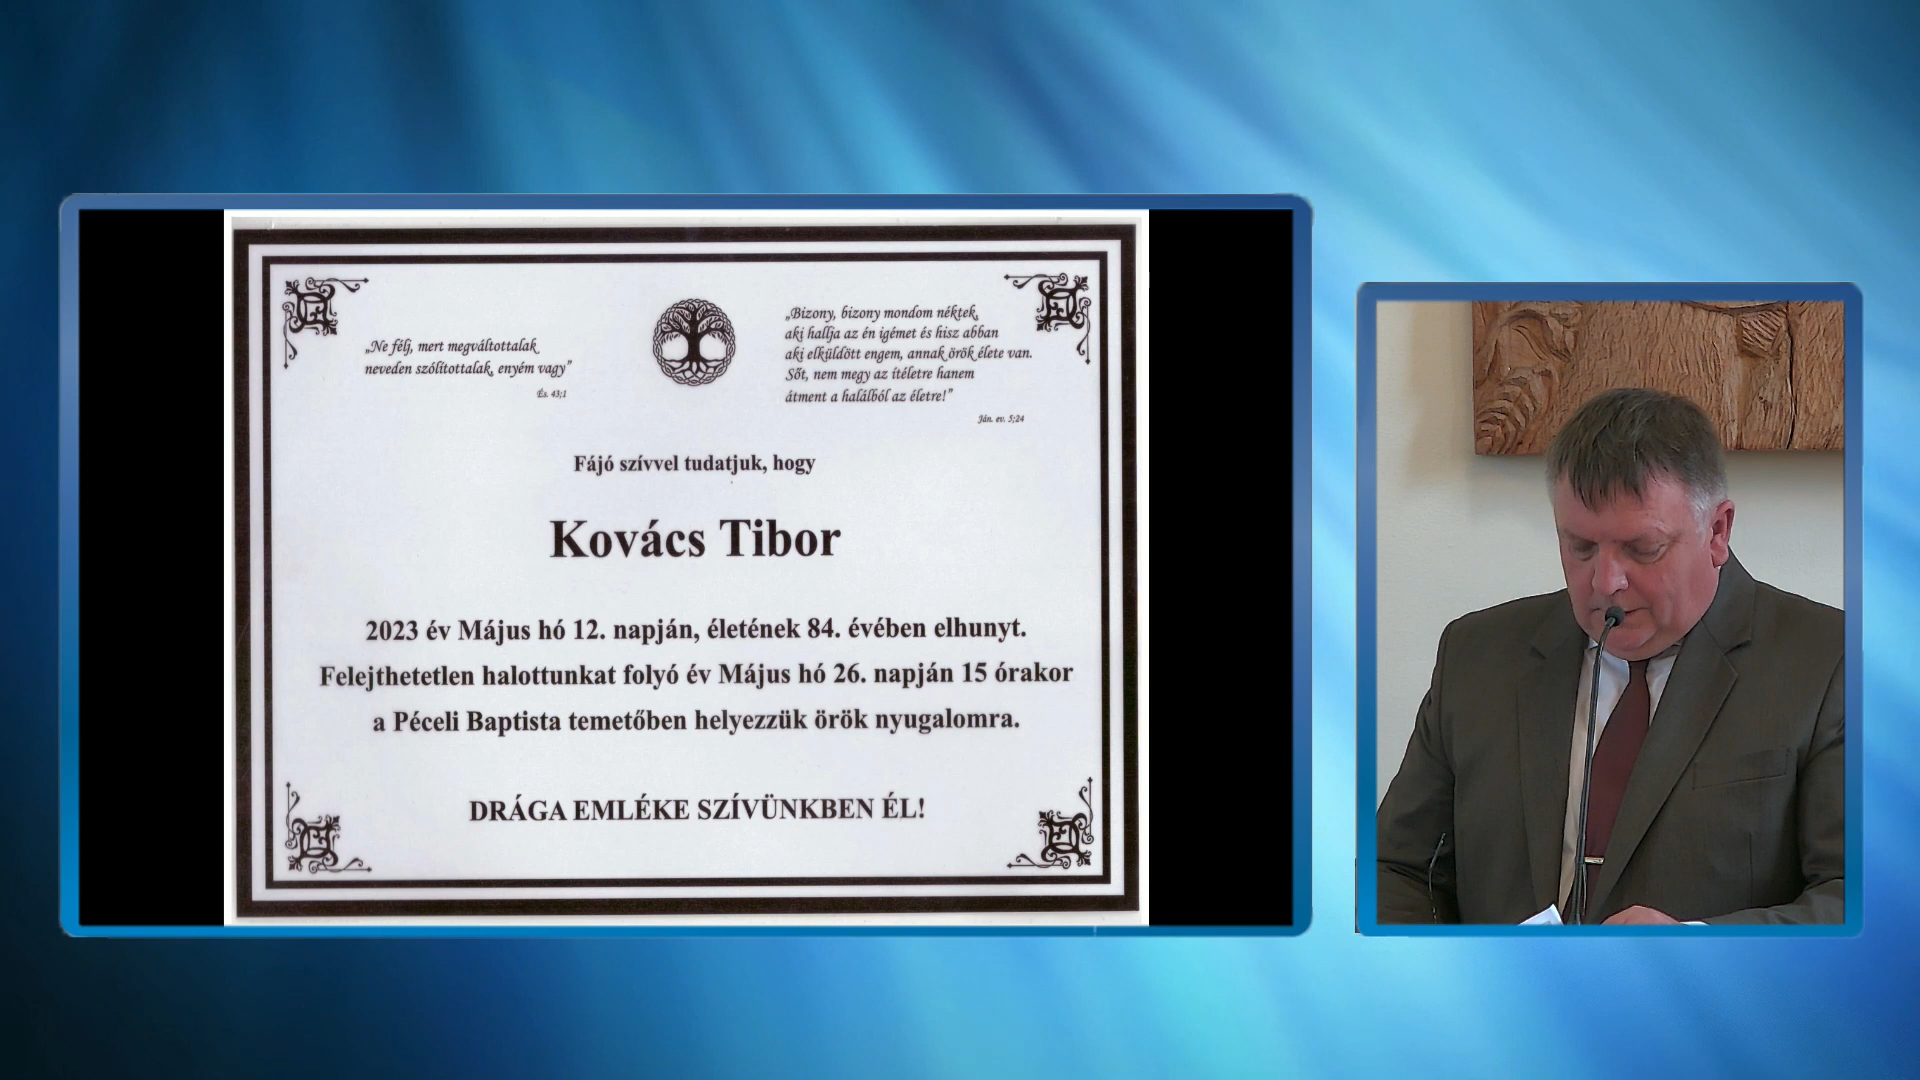 „Ne félj, mert megváltottalak
neveden szólítottalak, enyém vagy”
És. 43;1
„Bizony, bizony mondom néktek,
aki hallja az én igémet és hisz abban
aki elküldött engem, annak örök élete van.
Sőt, nem megy az ítéletre hanem
átment a halálból az életre!”
Ján. ev. 5;24
Fájó szívvel tudatjuk, hogy
Kovács Tibor
2023 év Május hó 12. napján, életének 84. évében elhunyt.
Felejthetetlen halottunkat folyó év Május hó 26. napján 15 órakor
a Péceli Baptista temetőben helyezzük örök nyugalomra.
DRÁGA EMLÉKE SZÍVÜNKBEN ÉL!